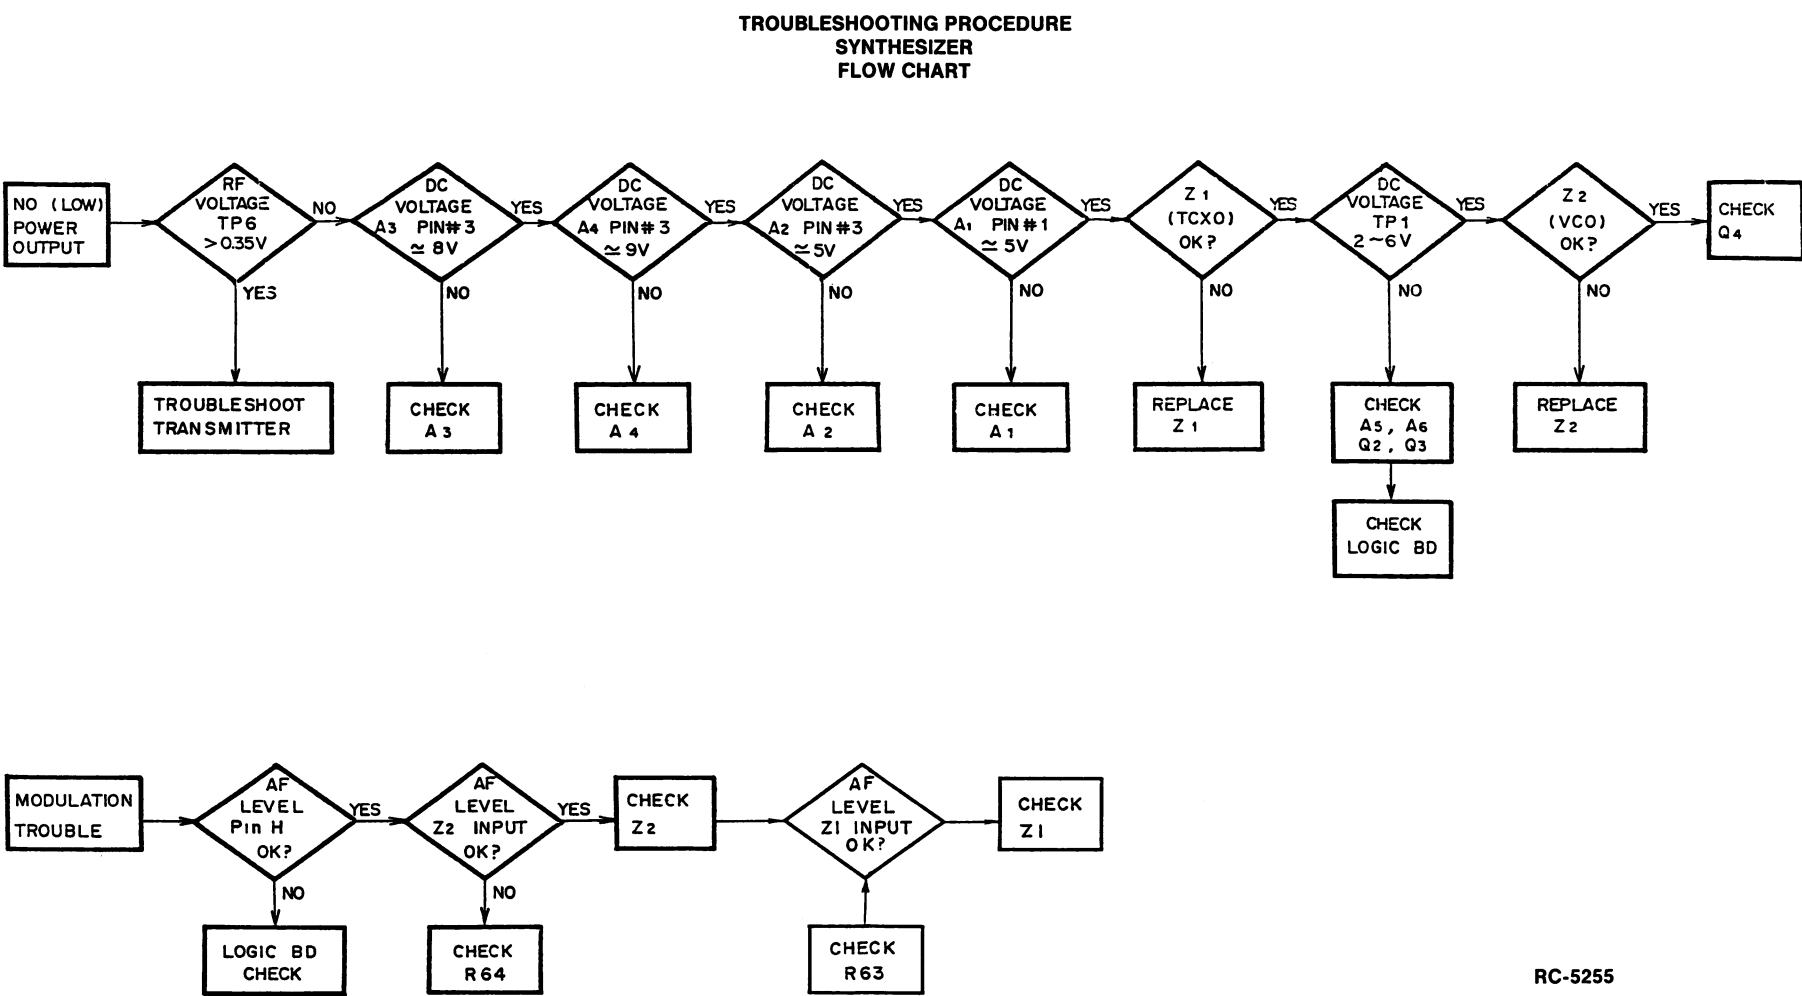 TROUBLESHOOTING PROCEDURE
SYNTHESIZER
FLOW CHART
NO (LOW)
POWER
OUTPUT
RF
VOLTAGE
TP6
>0.35V
NO
YES
TROUBLESHOOT
TRANSMITTER
DC
VOLTAGE
A3 PIN#3
≃ 8V
YES
NO
CHECK
A3
DC
VOLTAGE
A4 PIN#3
≃ 9V
YES
NO
CHECK
A4
DC
VOLTAGE
A2 PIN#3
≃ 5V
YES
NO
CHECK
A2
DC
VOLTAGE
A1 PIN#1
≃ 5V
YES
NO
CHECK
A1
Z1
(TCXO)
OK?
YES
NO
REPLACE
Z1
DC
VOLTAGE
TP1
2~6V
YES
NO
CHECK
A5, A6
Q2, Q3
CHECK
LOGIC BD
Z2
(VCO)
OK?
YES
NO
REPLACE
Z2
CHECK
Q4
MODULATION
TROUBLE
AF
LEVEL
Pin H
OK?
YES
NO
LOGIC BD
CHECK
AF
LEVEL
Z2 INPUT
OK?
YES
NO
CHECK
R64
CHECK
Z2
AF
LEVEL
Z1 INPUT
OK?
CHECK
R63
CHECK
Z1
RC-5255